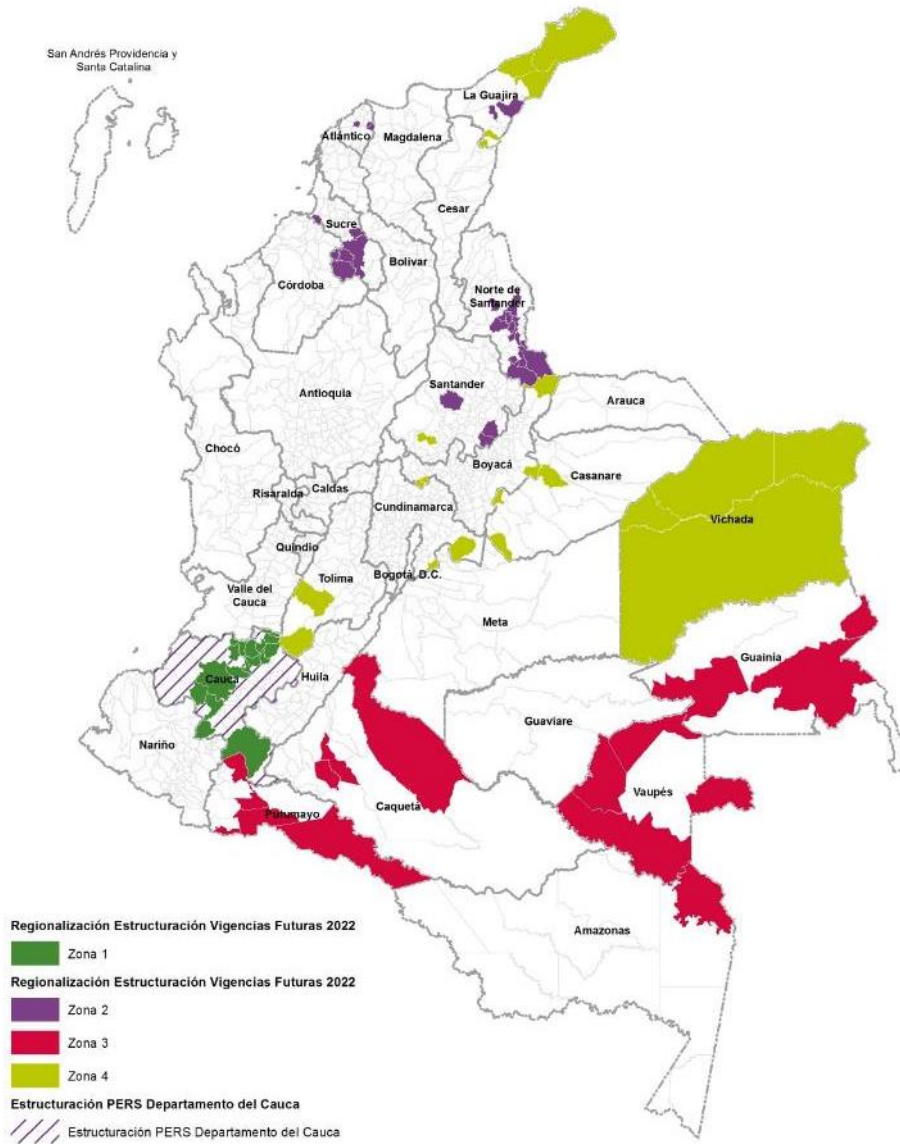 San Andrés Providencia y
Santa Catalina
La Guajira
Atlántico
Magdalena
Cesar
Sucre
Bolívar
Córdoba
Norte de
Santander
Antioquia
Santander
Arauca
Chocó
Boyacá
Casanare
Risaralda
Caldas
Cundinamarca
Vichada
Quindío
Tolima
Bogotá, D.C.
Valle del
Cauca
Meta
Guainía
Cauca
Huila
Guaviare
Nariño
Vaupés
Caquetá
Putumayo
Amazonas
Regionalización Estructuración Vigencias Futuras 2022
Zona 1
Regionalización Estructuración Vigencias Futuras 2022
Zona 2
Zona 3
Zona 4
Estructuración PERS Departamento del Cauca
Estructuración PERS Departamento del Cauca